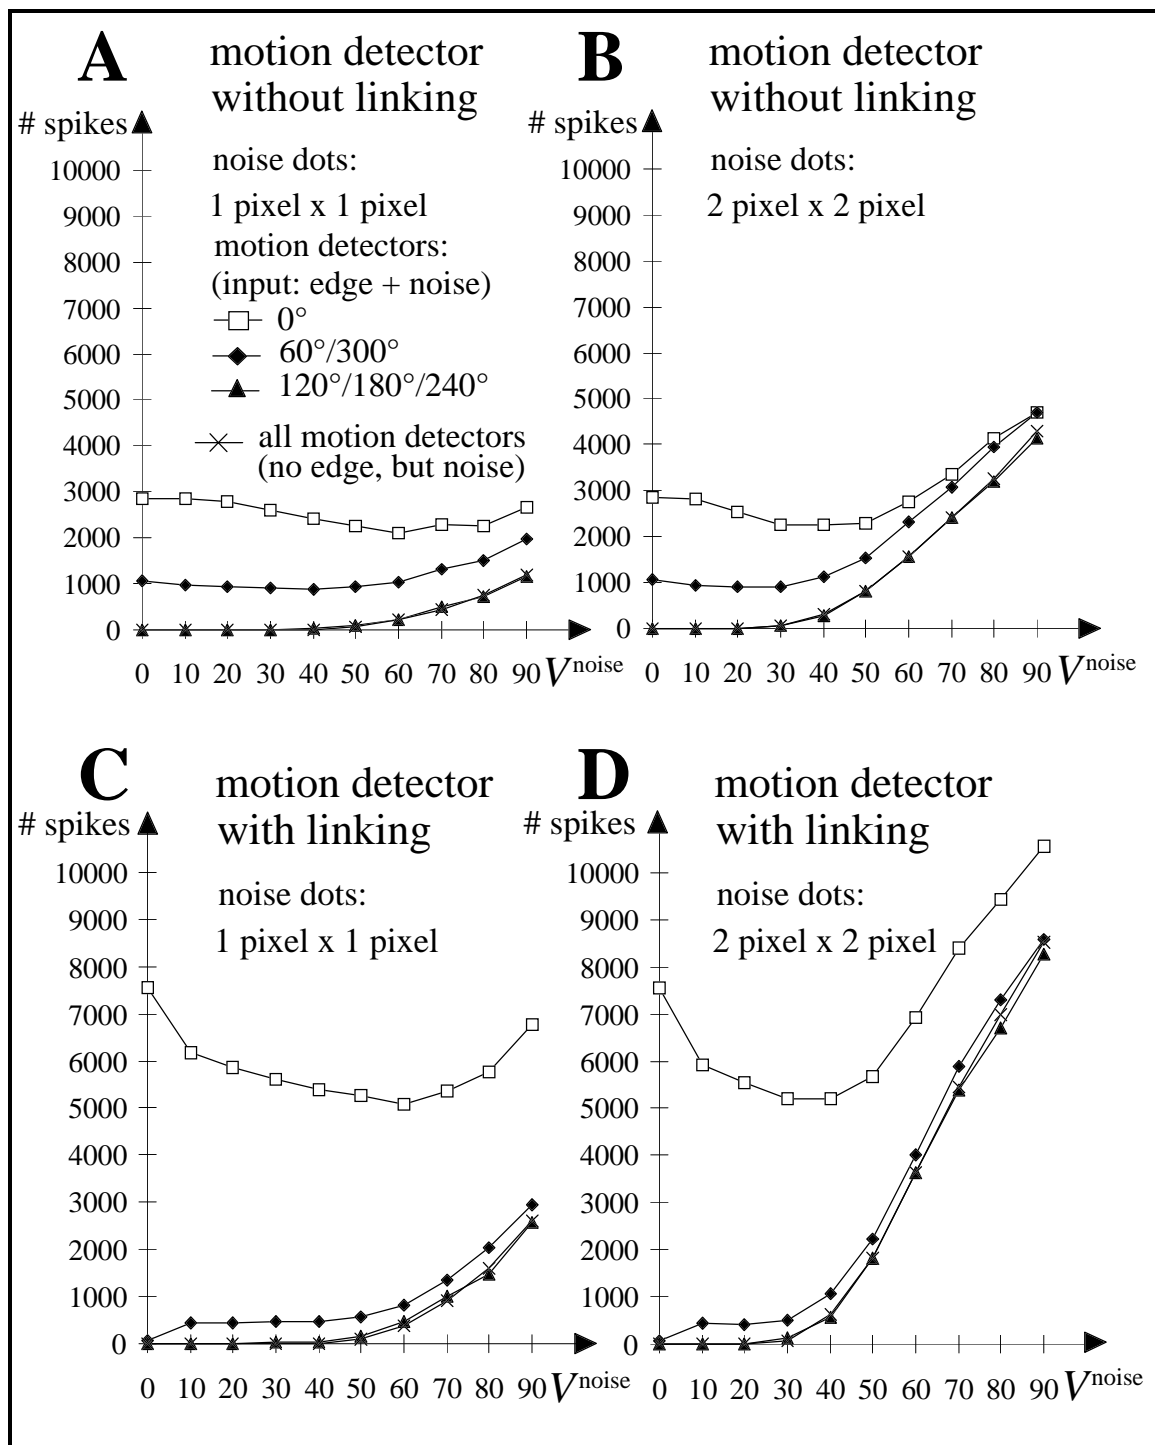 A
motion detector
without linking
# spikes
noise dots:
1 pixel x 1 pixel
motion detectors:
(input: edge + noise)
0°
60°/300°
120°/180°/240°
all motion detectors
(no edge, but noise)
10000
9000
8000
7000
6000
5000
4000
3000
2000
1000
0
0 10 20 30 40 50 60 70 80 90 V^noise
B
motion detector
without linking
# spikes
noise dots:
2 pixel x 2 pixel
10000
9000
8000
7000
6000
5000
4000
3000
2000
1000
0
0 10 20 30 40 50 60 70 80 90 V^noise
C
motion detector
with linking
# spikes
noise dots:
1 pixel x 1 pixel
10000
9000
8000
7000
6000
5000
4000
3000
2000
1000
0
0 10 20 30 40 50 60 70 80 90 V^noise
D
motion detector
with linking
# spikes
noise dots:
2 pixel x 2 pixel
10000
9000
8000
7000
6000
5000
4000
3000
2000
1000
0
0 10 20 30 40 50 60 70 80 90 V^noise